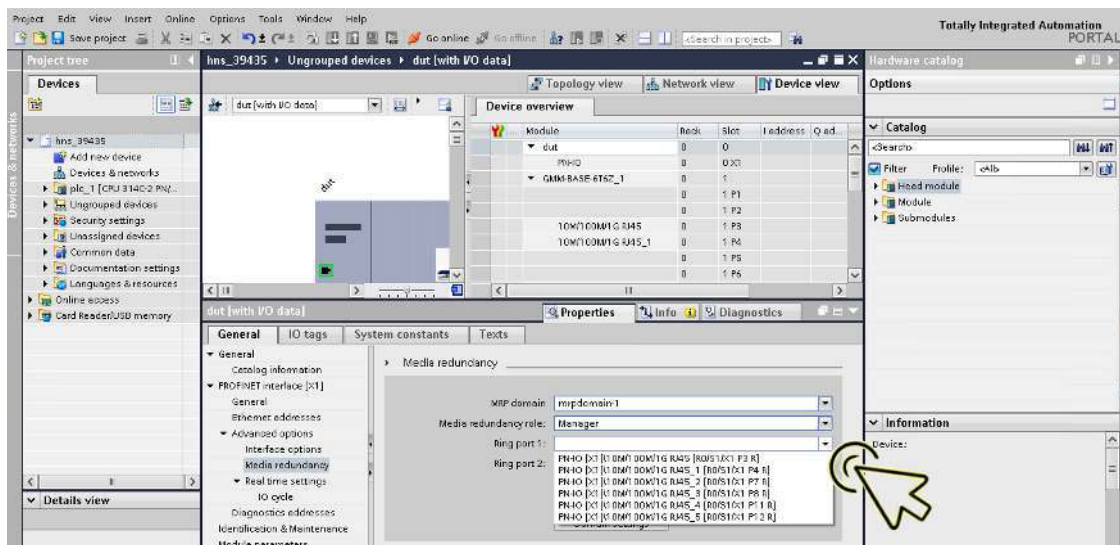 Project Edit View Insert Online Options Tools Window Help
Totally Integrated Automation
PORTAL
Save project
Go online
Go offline
<Search in project>
Project tree
hns_39435 ▸ Ungrouped devices ▸ dut [with I/O data]
Hardware catalog
Devices
Topology view
Network view
Device view
Options
dut [with I/O data]
Device overview
Module
Rack
Slot
I address
Q ad...
Catalog
<Search>
hns_39435
dut
0
0
Filter
Profile:
<All>
Add new device
PN-IO
0
0 X1
Head module
Devices & networks
GMM-BASE-6T6Z_1
0
1
Module
plc_1 [CPU 314C-2 PN/...
dut
0
1 P1
Submodules
Ungrouped devices
0
1 P2
Security settings
10M/100M/1G RJ45
0
1 P3
Unassigned devices
10M/100M/1G RJ45_1
0
1 P4
Common data
0
1 P5
Documentation settings
0
1 P6
Languages & resources
Online access
Card Reader/USB memory
dut [with I/O data]
Properties
Info
Diagnostics
General
IO tags
System constants
Texts
General
Catalog information
PROFINET interface [X1]
General
Ethernet addresses
Advanced options
Interface options
Media redundancy
Real time settings
IO cycle
Diagnostics addresses
Identification & Maintenance
Module parameters
Media redundancy
MRP domain
mrpdomain-1
Media redundancy role:
Manager
Ring port 1:
Ring port 2:
PN-IO [X1]\10M/100M/1G RJ45 [R0/S1/X1 P3 R]
PN-IO [X1]\10M/100M/1G RJ45_1 [R0/S1/X1 P4 R]
PN-IO [X1]\10M/100M/1G RJ45_2 [R0/S1/X1 P7 R]
PN-IO [X1]\10M/100M/1G RJ45_3 [R0/S1/X1 P8 R]
PN-IO [X1]\10M/100M/1G RJ45_4 [R0/S1/X1 P11 R]
PN-IO [X1]\10M/100M/1G RJ45_5 [R0/S1/X1 P12 R]
Domain settings
Information
Device:
Details view
Devices & networks